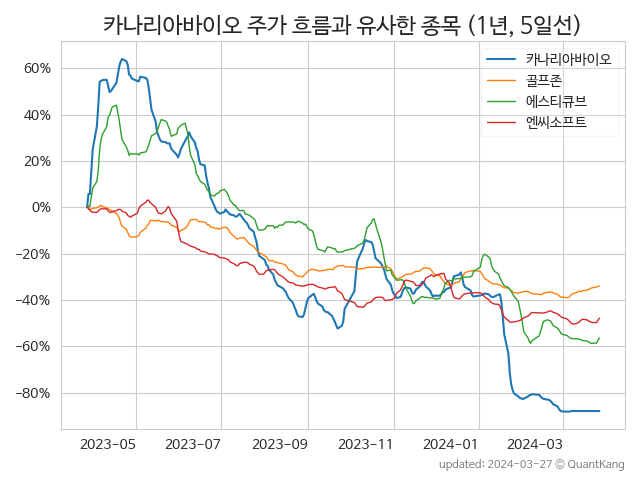 카나리아바이오 주가 흐름과 유사한 종목 (1년, 5일선)
카나리아바이오
골프존
에스티큐브
엔씨소프트
60%
40%
20%
0%
−20%
−40%
−60%
−80%
2023-05 2023-07 2023-09 2023-11 2024-01 2024-03
updated: 2024-03-27 © QuantKang